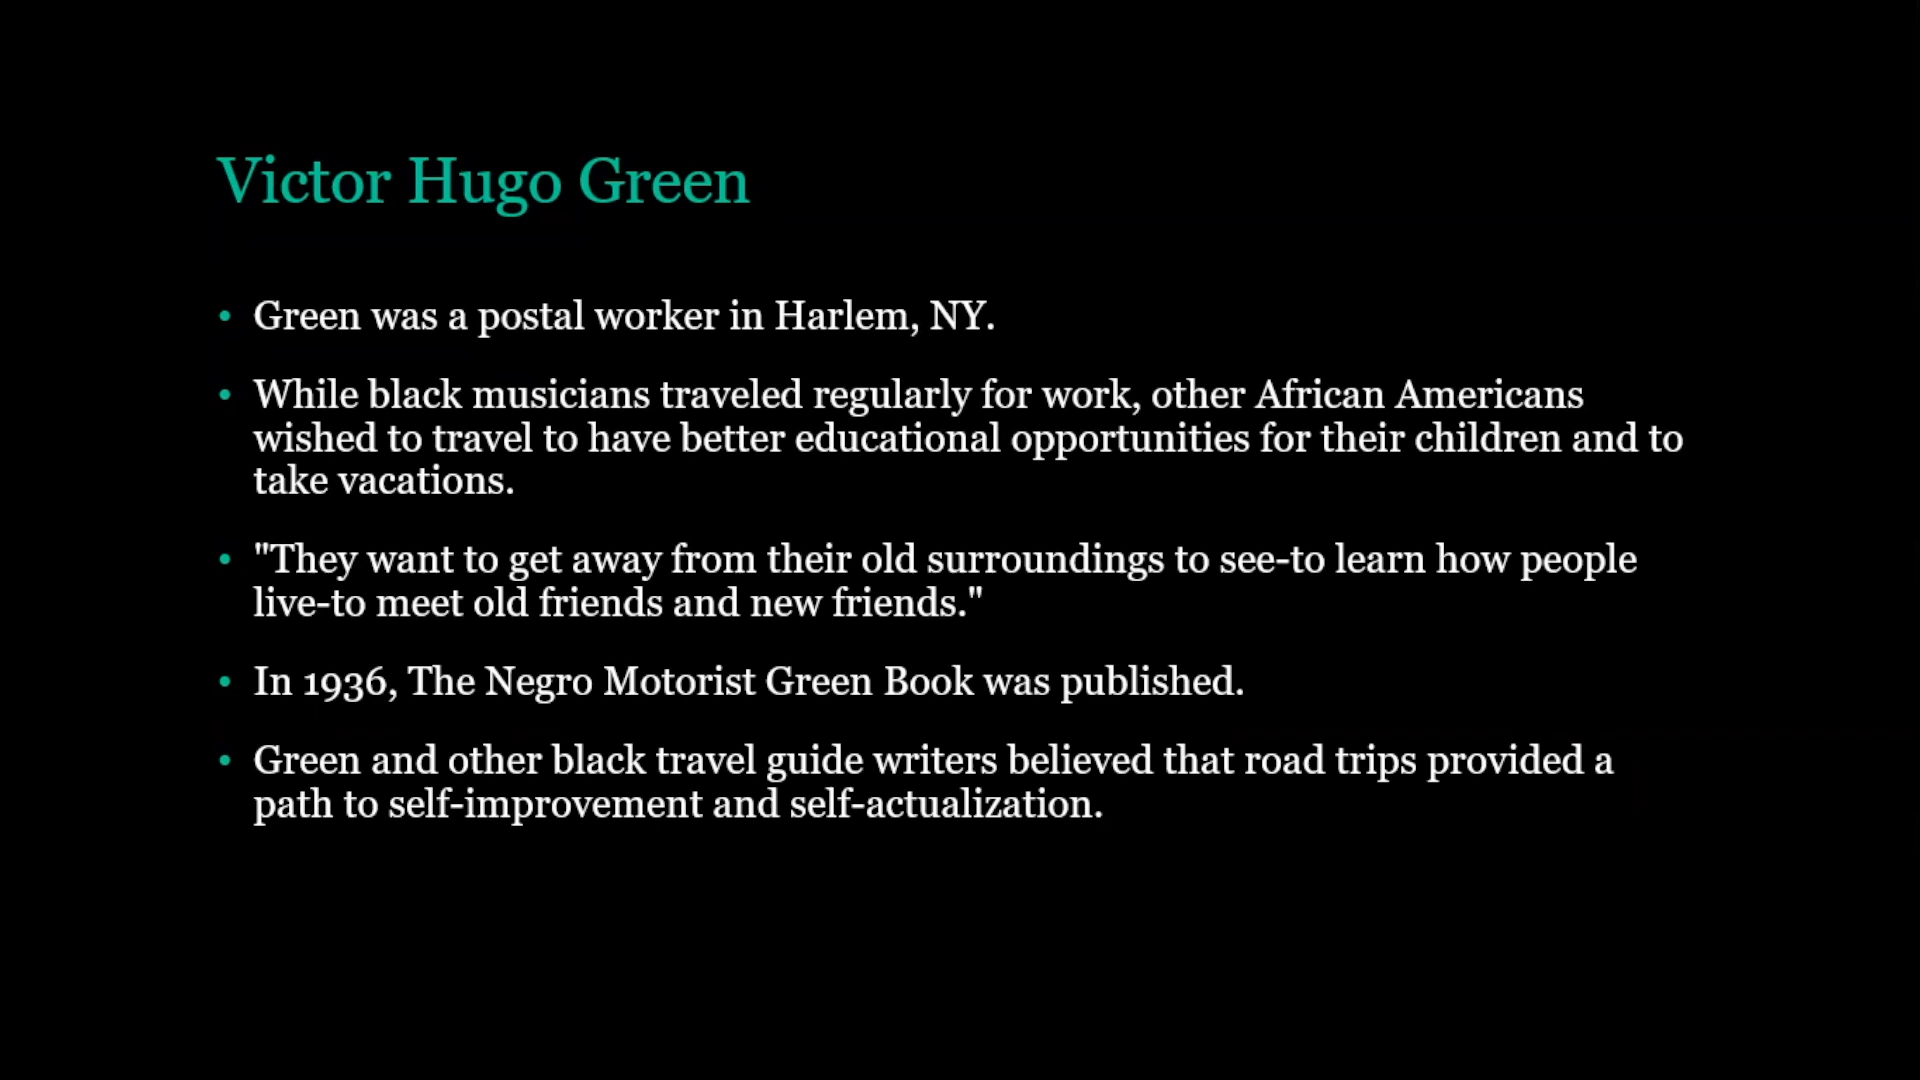 Victor Hugo Green
• Green was a postal worker in Harlem, NY.
• While black musicians traveled regularly for work, other African Americans
wished to travel to have better educational opportunities for their children and to
take vacations.
• "They want to get away from their old surroundings to see-to learn how people
live-to meet old friends and new friends."
• In 1936, The Negro Motorist Green Book was published.
• Green and other black travel guide writers believed that road trips provided a
path to self-improvement and self-actualization.